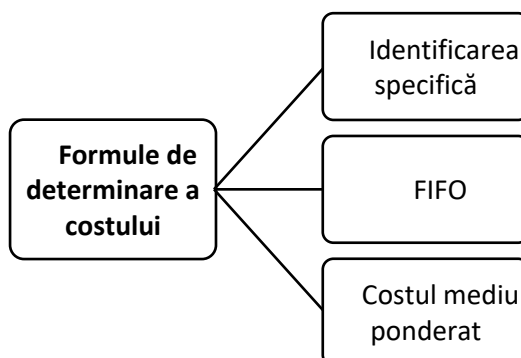 Formule de
determinare a
costului
Identificarea
specifică
FIFO
Costul mediu
ponderat